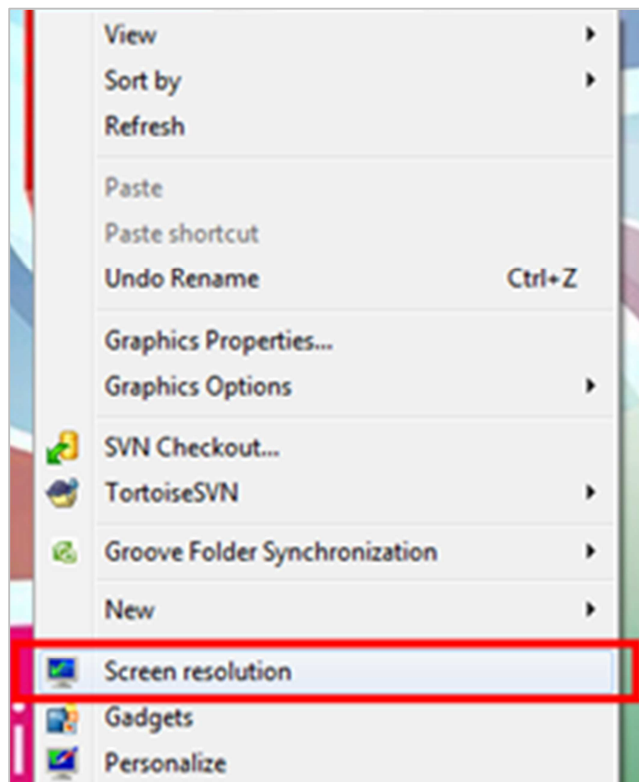 View
Sort by
Refresh
Paste
Paste shortcut
Undo Rename Ctrl+Z
Graphics Properties...
Graphics Options
SVN Checkout...
TortoiseSVN
Groove Folder Synchronization
New
Screen resolution
Gadgets
Personalize